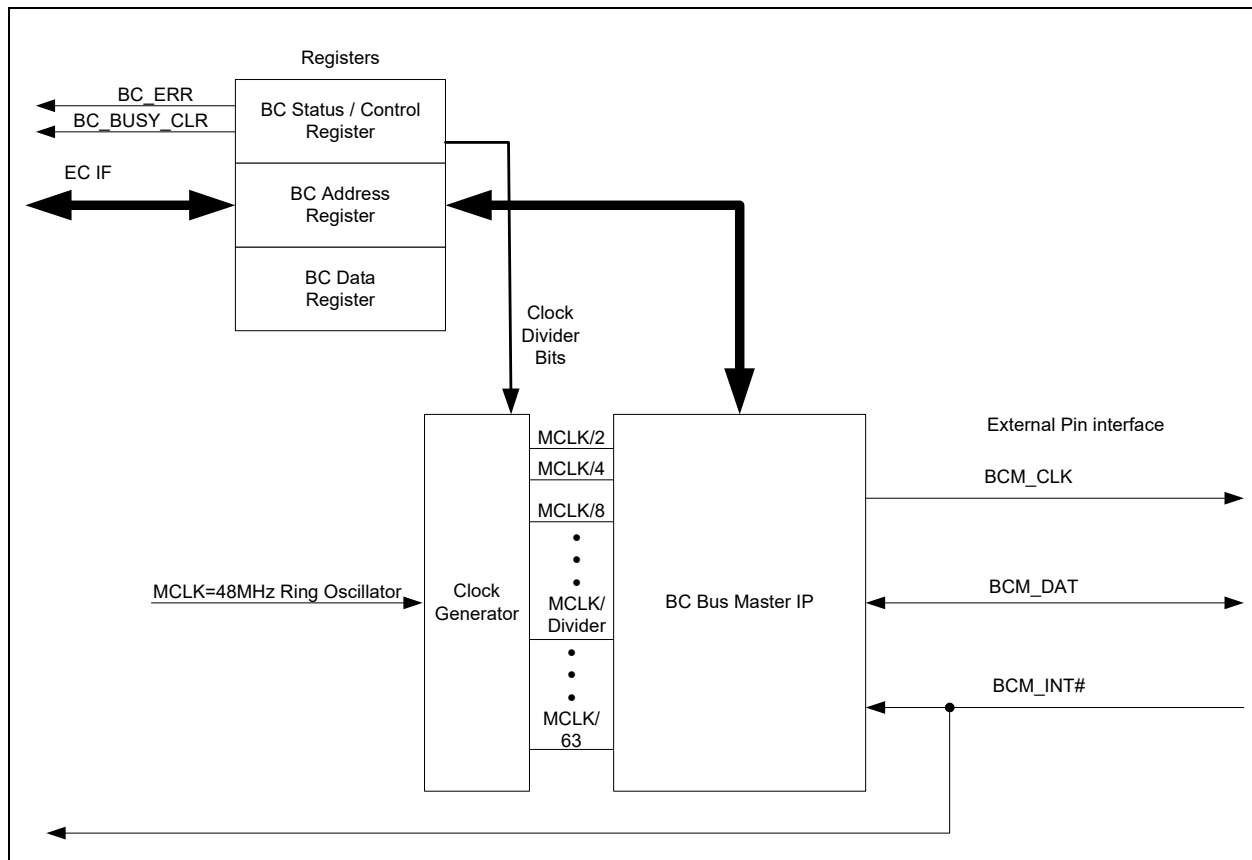 Registers
BC_ERR
BC_BUSY_CLR
BC Status / Control
Register
EC IF
BC Address
Register
BC Data
Register
Clock
Divider
Bits
MCLK/2
MCLK/4
MCLK/8
MCLK/
Divider
MCLK/
63
MCLK=48MHz Ring Oscillator
Clock
Generator
BC Bus Master IP
External Pin interface
BCM_CLK
BCM_DAT
BCM_INT#